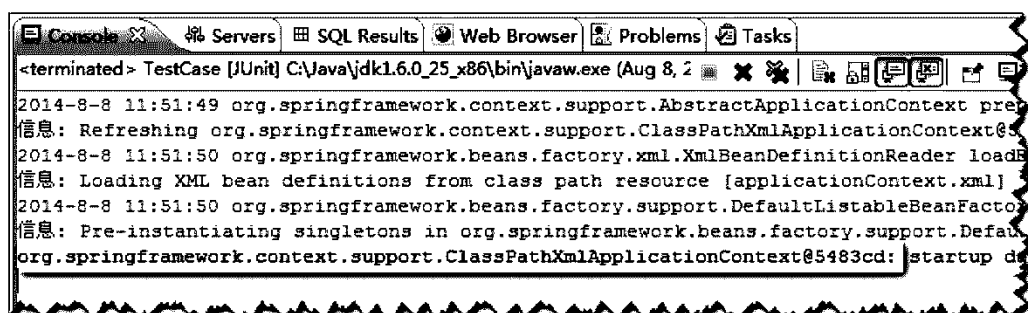 Console Servers SQL Results Web Browser Problems Tasks
<terminated> TestCase [JUnit] C:\Java\jdk1.6.0_25_x86\bin\javaw.exe (Aug 8, 2
2014-8-8 11:51:49 org.springframework.context.support.AbstractApplicationContext prep
信息: Refreshing org.springframework.context.support.ClassPathXmlApplicationContext@5
2014-8-8 11:51:50 org.springframework.beans.factory.xml.XmlBeanDefinitionReader loadB
信息: Loading XML bean definitions from class path resource [applicationContext.xml]
2014-8-8 11:51:50 org.springframework.beans.factory.support.DefaultListableBeanFacto
信息: Pre-instantiating singletons in org.springframework.beans.factory.support.Defau
org.springframework.context.support.ClassPathXmlApplicationContext@5483cd: startup d